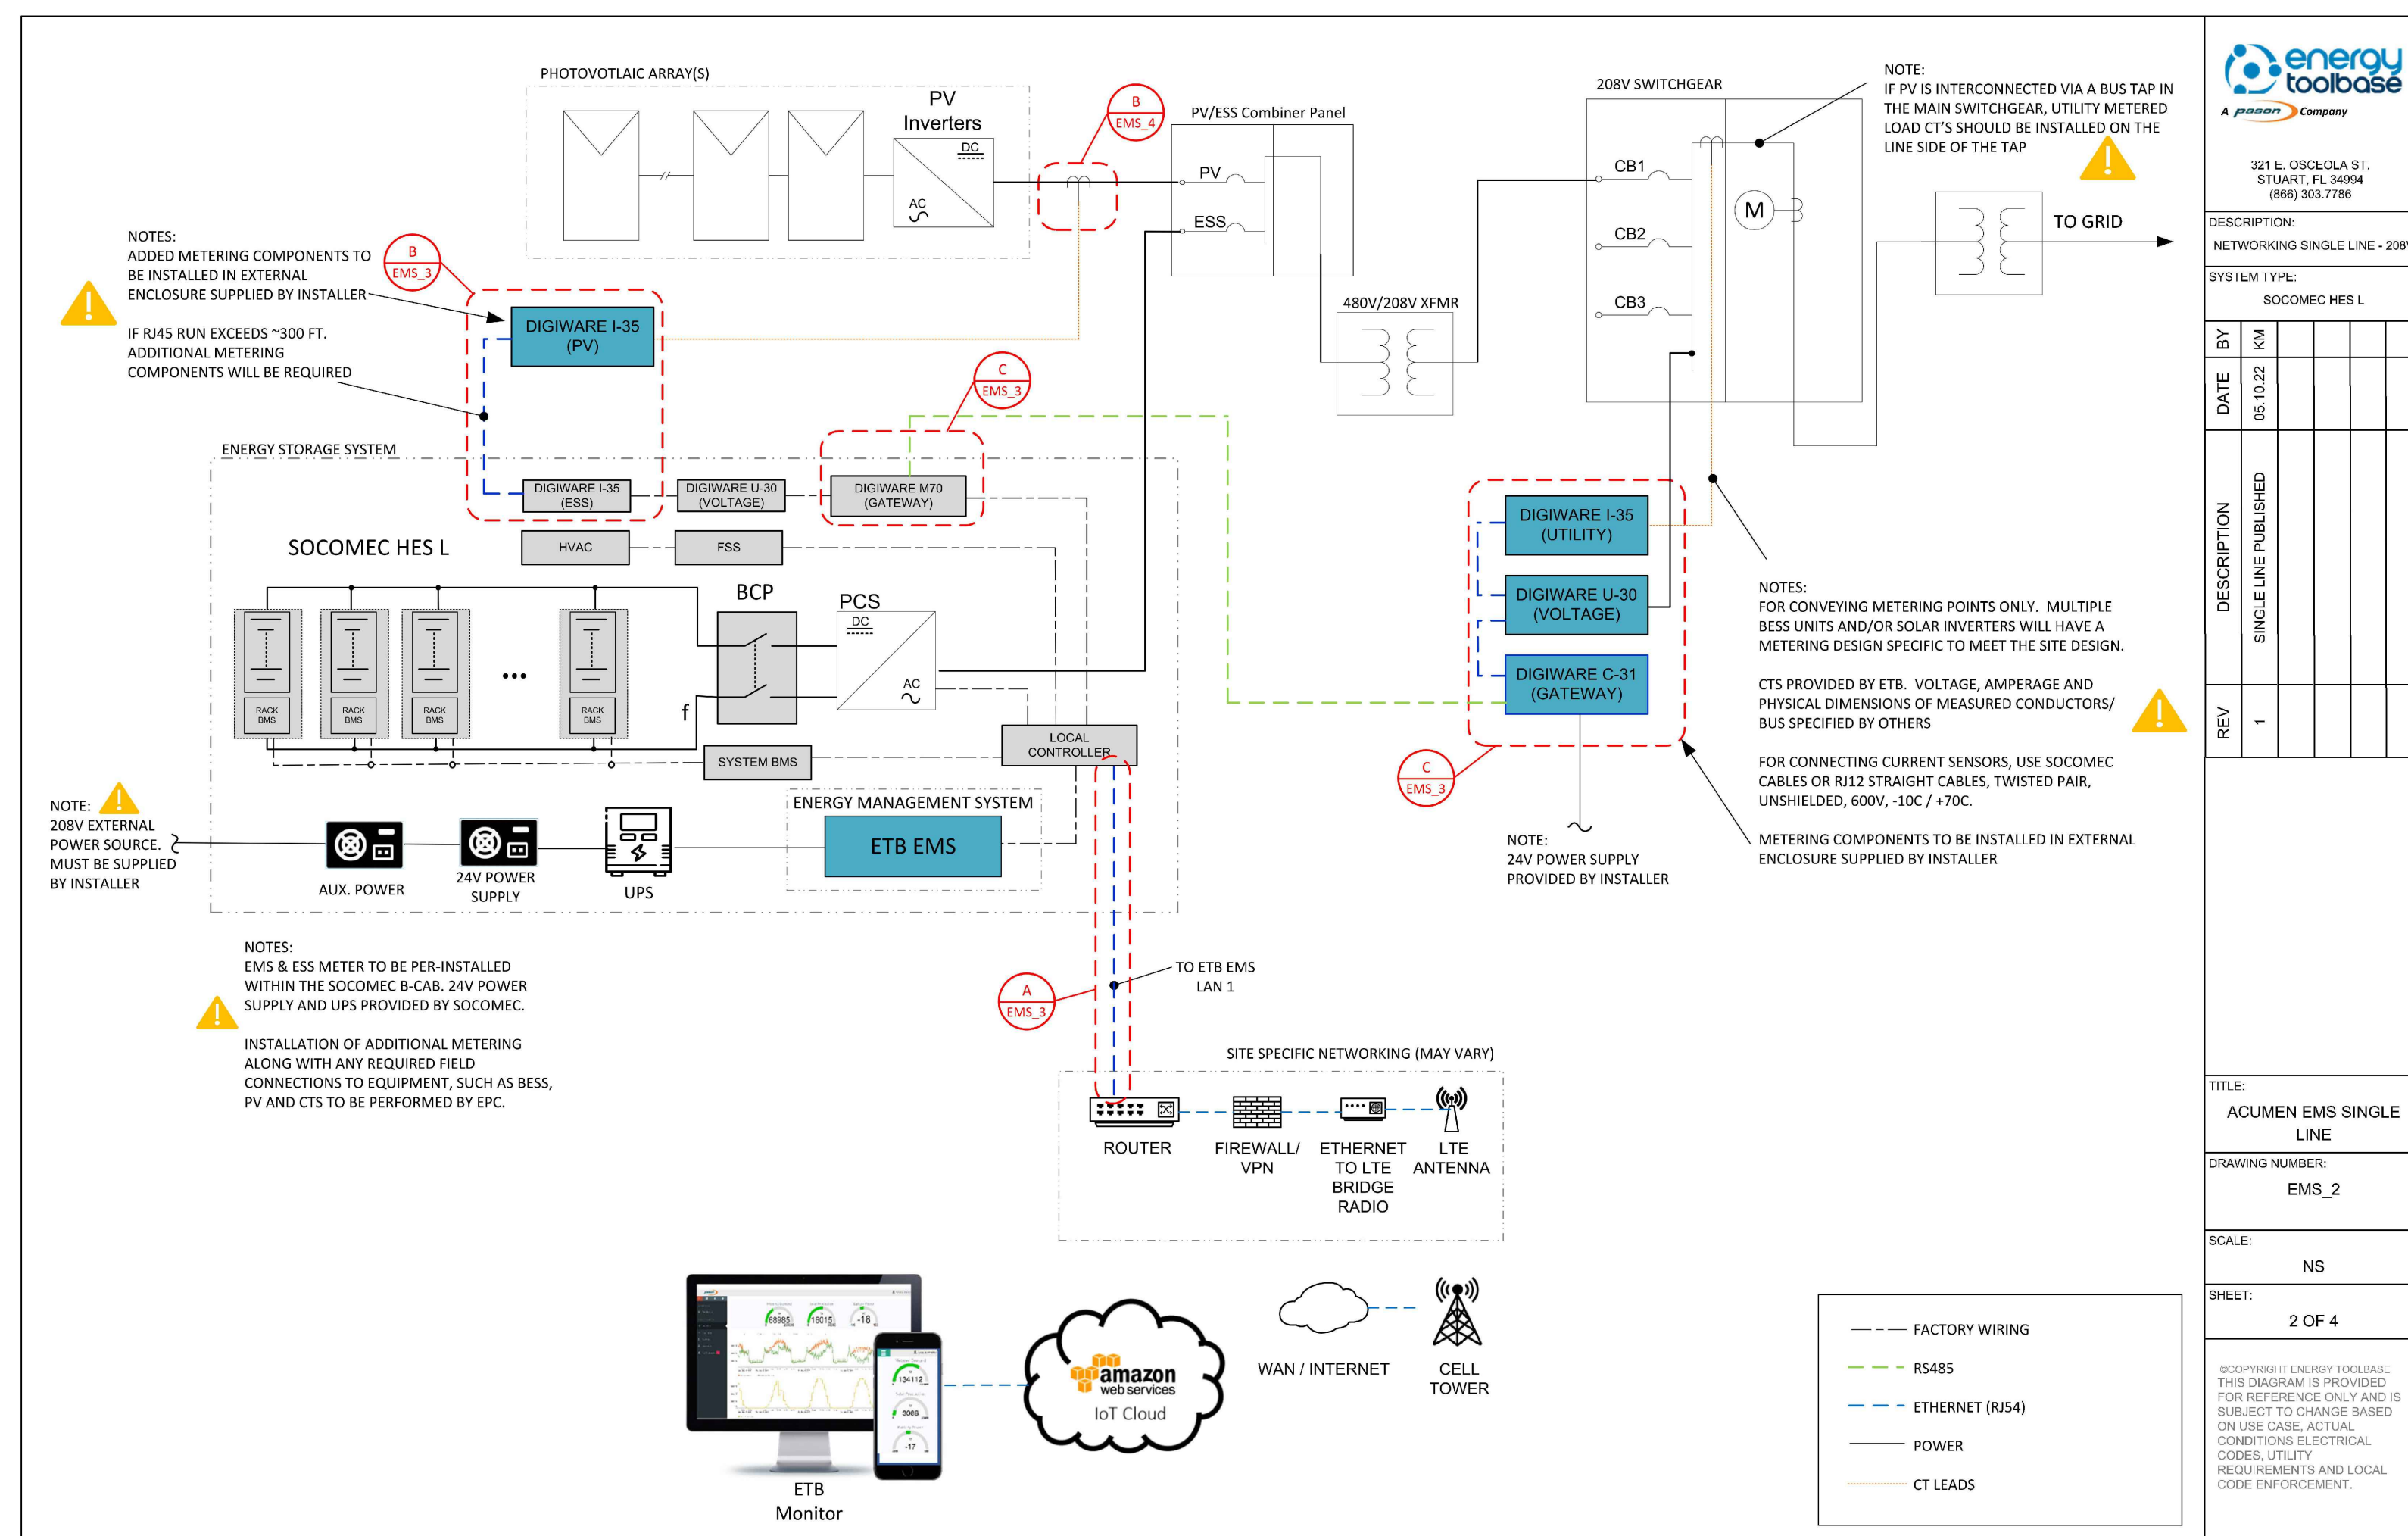 PHOTOVOTLAIC ARRAY(S)
PV
Inverters
DC
AC
B
EMS_4
PV/ESS Combiner Panel
PV
ESS
480V/208V XFMR
208V SWITCHGEAR
CB1
CB2
CB3
M
NOTE:
IF PV IS INTERCONNECTED VIA A BUS TAP IN
THE MAIN SWITCHGEAR, UTILITY METERED
LOAD CT'S SHOULD BE INSTALLED ON THE
LINE SIDE OF THE TAP
TO GRID
NOTES:
ADDED METERING COMPONENTS TO
BE INSTALLED IN EXTERNAL
ENCLOSURE SUPPLIED BY INSTALLER
IF RJ45 RUN EXCEEDS ~300 FT.
ADDITIONAL METERING
COMPONENTS WILL BE REQUIRED
B
EMS_3
DIGIWARE I-35
(PV)
C
EMS_3
ENERGY STORAGE SYSTEM
DIGIWARE I-35
(ESS)
DIGIWARE U-30
(VOLTAGE)
DIGIWARE M70
(GATEWAY)
SOCOMEC HES L
HVAC
FSS
BCP
PCS
DC
AC
RACK
BMS
RACK
BMS
RACK
BMS
...
RACK
BMS
f
SYSTEM BMS
LOCAL
CONTROLLER
ENERGY MANAGEMENT SYSTEM
ETB EMS
NOTE:
208V EXTERNAL
POWER SOURCE.
MUST BE SUPPLIED
BY INSTALLER
AUX. POWER
24V POWER
SUPPLY
UPS
DIGIWARE I-35
(UTILITY)
DIGIWARE U-30
(VOLTAGE)
DIGIWARE C-31
(GATEWAY)
C
EMS_3
NOTE:
24V POWER SUPPLY
PROVIDED BY INSTALLER
NOTES:
FOR CONVEYING METERING POINTS ONLY. MULTIPLE
BESS UNITS AND/OR SOLAR INVERTERS WILL HAVE A
METERING DESIGN SPECIFIC TO MEET THE SITE DESIGN.
CTS PROVIDED BY ETB. VOLTAGE, AMPERAGE AND
PHYSICAL DIMENSIONS OF MEASURED CONDUCTORS/
BUS SPECIFIED BY OTHERS
FOR CONNECTING CURRENT SENSORS, USE SOCOMEC
CABLES OR RJ12 STRAIGHT CABLES, TWISTED PAIR,
UNSHIELDED, 600V, -10C / +70C.
METERING COMPONENTS TO BE INSTALLED IN EXTERNAL
ENCLOSURE SUPPLIED BY INSTALLER
NOTES:
EMS & ESS METER TO BE PER-INSTALLED
WITHIN THE SOCOMEC B-CAB. 24V POWER
SUPPLY AND UPS PROVIDED BY SOCOMEC.
INSTALLATION OF ADDITIONAL METERING
ALONG WITH ANY REQUIRED FIELD
CONNECTIONS TO EQUIPMENT, SUCH AS BESS,
PV AND CTS TO BE PERFORMED BY EPC.
A
EMS_3
TO ETB EMS
LAN 1
SITE SPECIFIC NETWORKING (MAY VARY)
ROUTER
FIREWALL/
VPN
ETHERNET
TO LTE
BRIDGE
RADIO
LTE
ANTENNA
68985
16015
-18
134112
3068
-17
ETB
Monitor
amazon
web services
IoT Cloud
WAN / INTERNET
CELL
TOWER
FACTORY WIRING
RS485
ETHERNET (RJ54)
POWER
CT LEADS
energy
toolbase
A pason Company
321 E. OSCEOLA ST.
STUART, FL 34994
(866) 303.7786
DESCRIPTION:
NETWORKING SINGLE LINE - 208V
SYSTEM TYPE:
SOCOMEC HES L
BY
KM
DATE
05.10.22
DESCRIPTION
SINGLE LINE PUBLISHED
REV
1
TITLE:
ACUMEN EMS SINGLE
LINE
DRAWING NUMBER:
EMS_2
SCALE:
NS
SHEET:
2 OF 4
©COPYRIGHT ENERGY TOOLBASE
THIS DIAGRAM IS PROVIDED
FOR REFERENCE ONLY AND IS
SUBJECT TO CHANGE BASED
ON USE CASE, ACTUAL
CONDITIONS ELECTRICAL
CODES, UTILITY
REQUIREMENTS AND LOCAL
CODE ENFORCEMENT.